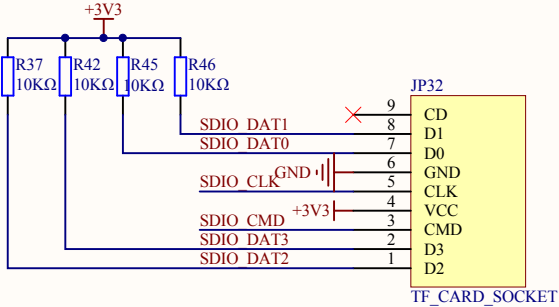 +3V3
R37 R42 R45 R46
10KΩ 10KΩ 10KΩ 10KΩ
JP32
9 CD
SDIO_DAT1 8 D1
SDIO_DAT0 7 D0
GND 6 GND
SDIO_CLK 5 CLK
+3V3 4 VCC
SDIO_CMD 3 CMD
SDIO_DAT3 2 D3
SDIO_DAT2 1 D2
TF_CARD_SOCKET